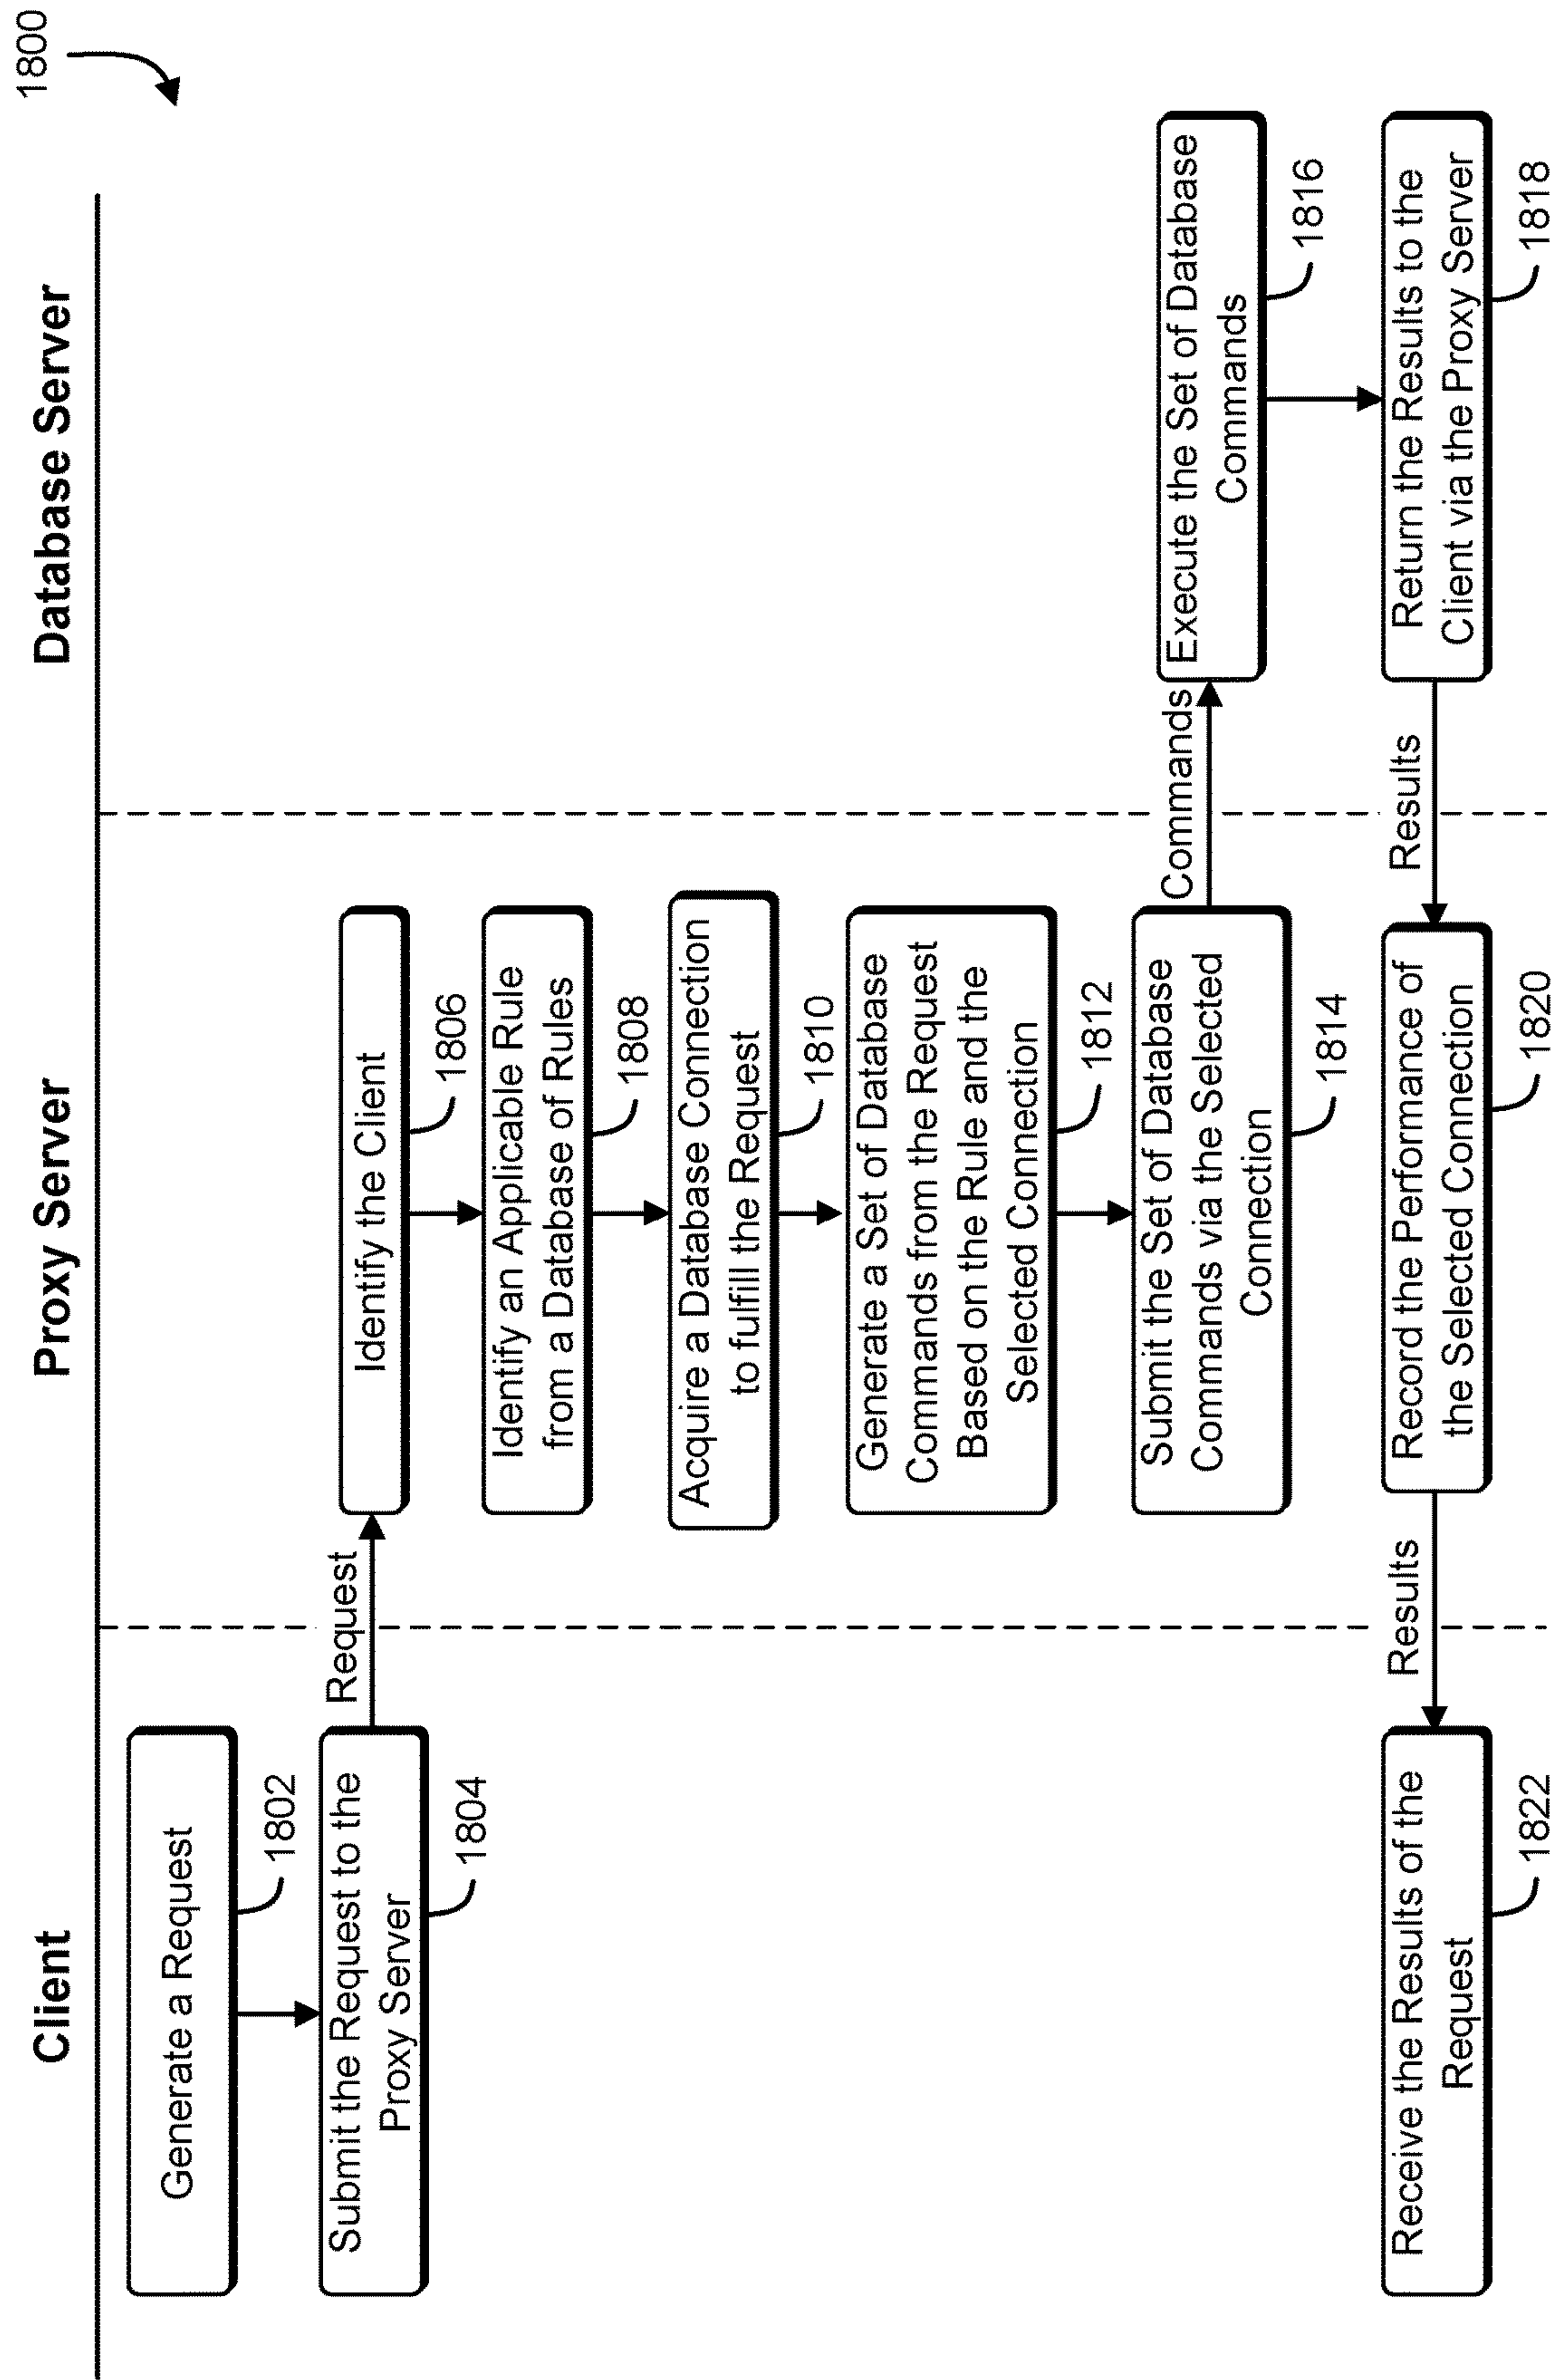 1800
Client
Proxy Server
Database Server
Generate a Request
1802
Submit the Request to the
Proxy Server
1804
Request
Identify the Client
1806
Identify an Applicable Rule
from a Database of Rules
1808
Acquire a Database Connection
to fulfill the Request
1810
Generate a Set of Database
Commands from the Request
Based on the Rule and the
Selected Connection
1812
Submit the Set of Database
Commands via the Selected
Connection
1814
Commands
Execute the Set of Database
Commands
1816
Return the Results to the
Client via the Proxy Server
1818
Results
Record the Performance of
the Selected Connection
1820
Results
Receive the Results of the
Request
1822